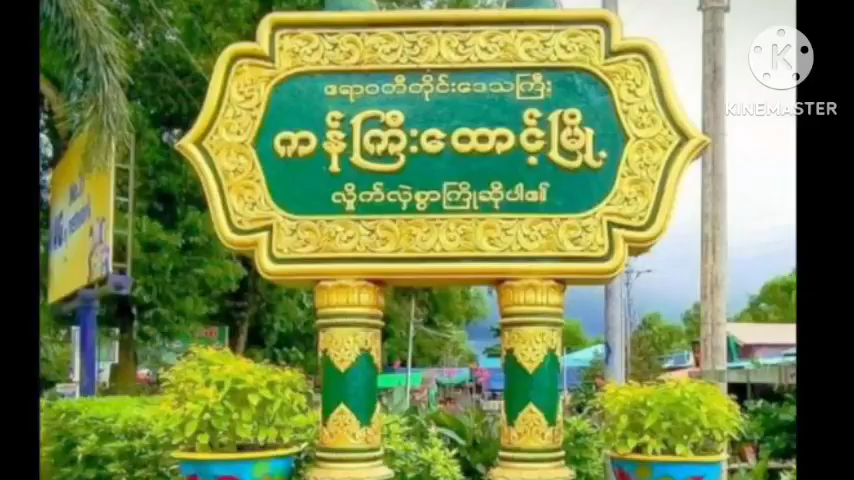 ဧရာဝတီတိုင်းဒေသကြီး
ကန်ကြီးထောင့်မြို့
လှိုက်လှဲစွာကြိုဆိုပါ၏
KINEMASTER